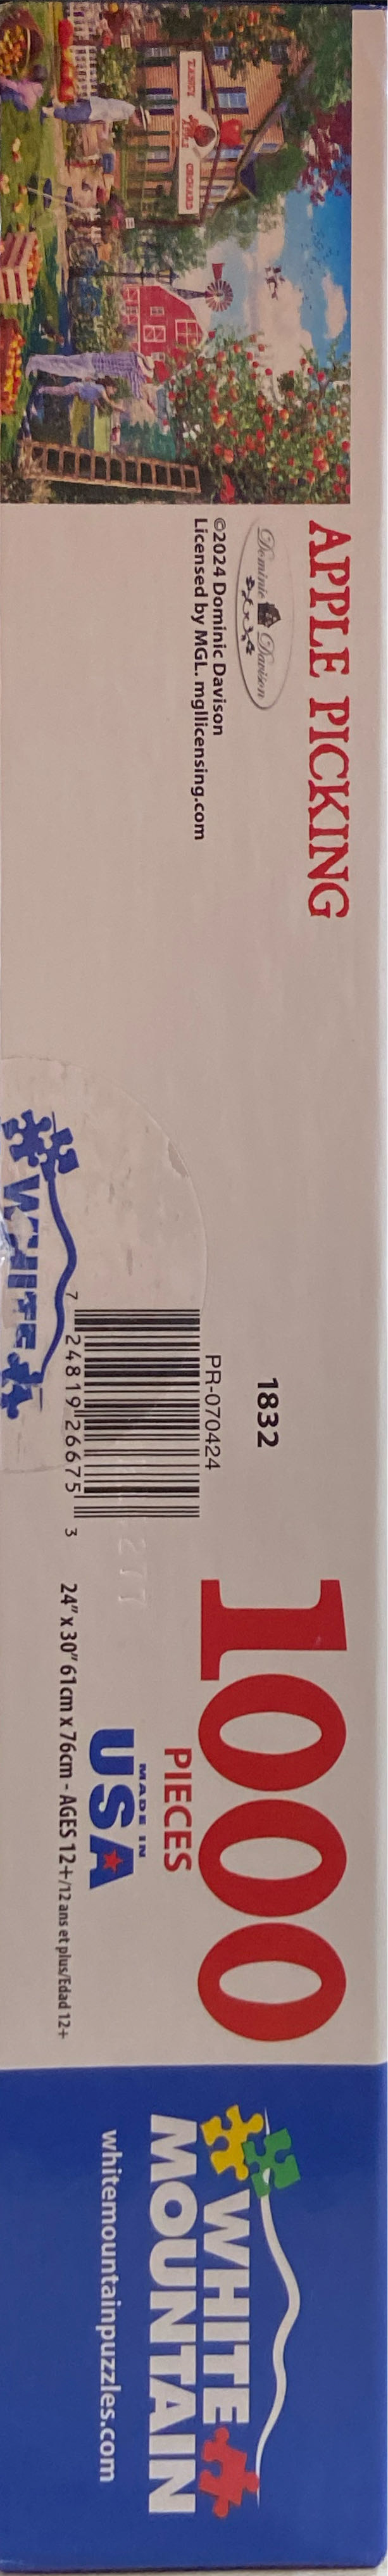 TASTY APPLE ORCHARD
APPLE PICKING
Dominic Davison
©2024 Dominic Davison
Licensed by MGL. mgllicensing.com
1832
PR-070424
7 24819 26675 3
WHITE
277
1000
PIECES
MADE IN
USA
24" x 30" 61cm x 76cm - AGES 12+/12 ans et plus/Edad 12+
WHITE
MOUNTAIN
whitemountainpuzzles.com